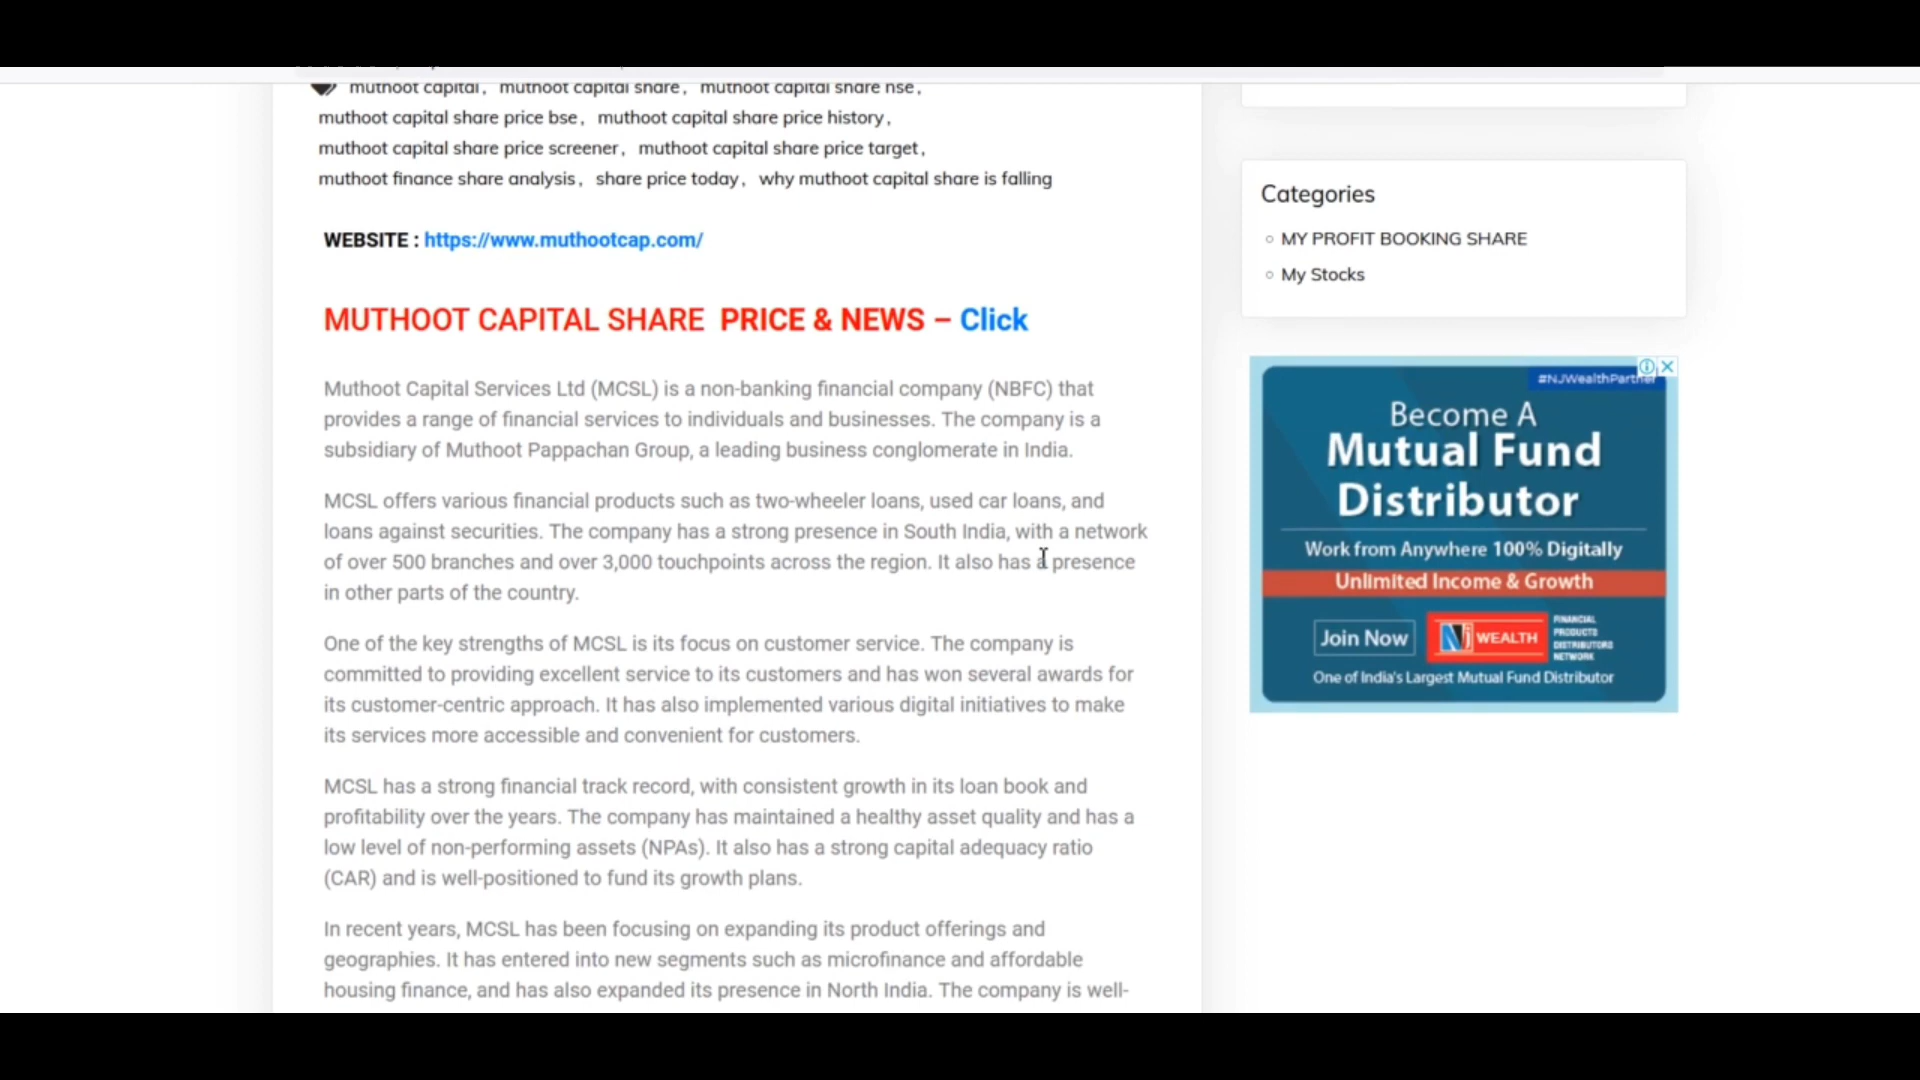 muthoot capital, muthoot capital share, muthoot capital share nse,
muthoot capital share price bse, muthoot capital share price history,
muthoot capital share price screener, muthoot capital share price target,
muthoot finance share analysis, share price today, why muthoot capital share is falling
WEBSITE : https://www.muthootcap.com/
MUTHOOT CAPITAL SHARE PRICE & NEWS – Click
Muthoot Capital Services Ltd (MCSL) is a non-banking financial company (NBFC) that
provides a range of financial services to individuals and businesses. The company is a
subsidiary of Muthoot Pappachan Group, a leading business conglomerate in India.
MCSL offers various financial products such as two-wheeler loans, used car loans, and
loans against securities. The company has a strong presence in South India, with a network
of over 500 branches and over 3,000 touchpoints across the region. It also has a presence
in other parts of the country.
One of the key strengths of MCSL is its focus on customer service. The company is
committed to providing excellent service to its customers and has won several awards for
its customer-centric approach. It has also implemented various digital initiatives to make
its services more accessible and convenient for customers.
MCSL has a strong financial track record, with consistent growth in its loan book and
profitability over the years. The company has maintained a healthy asset quality and has a
low level of non-performing assets (NPAs). It also has a strong capital adequacy ratio
(CAR) and is well-positioned to fund its growth plans.
In recent years, MCSL has been focusing on expanding its product offerings and
geographies. It has entered into new segments such as microfinance and affordable
housing finance, and has also expanded its presence in North India. The company is well-
Categories
MY PROFIT BOOKING SHARE
My Stocks
#NJWealthPartner
Become A
Mutual Fund
Distributor
Work from Anywhere 100% Digitally
Unlimited Income & Growth
Join Now
NJ WEALTH
FINANCIAL
PRODUCTS
DISTRIBUTORS
NETWORK
One of India's Largest Mutual Fund Distributor